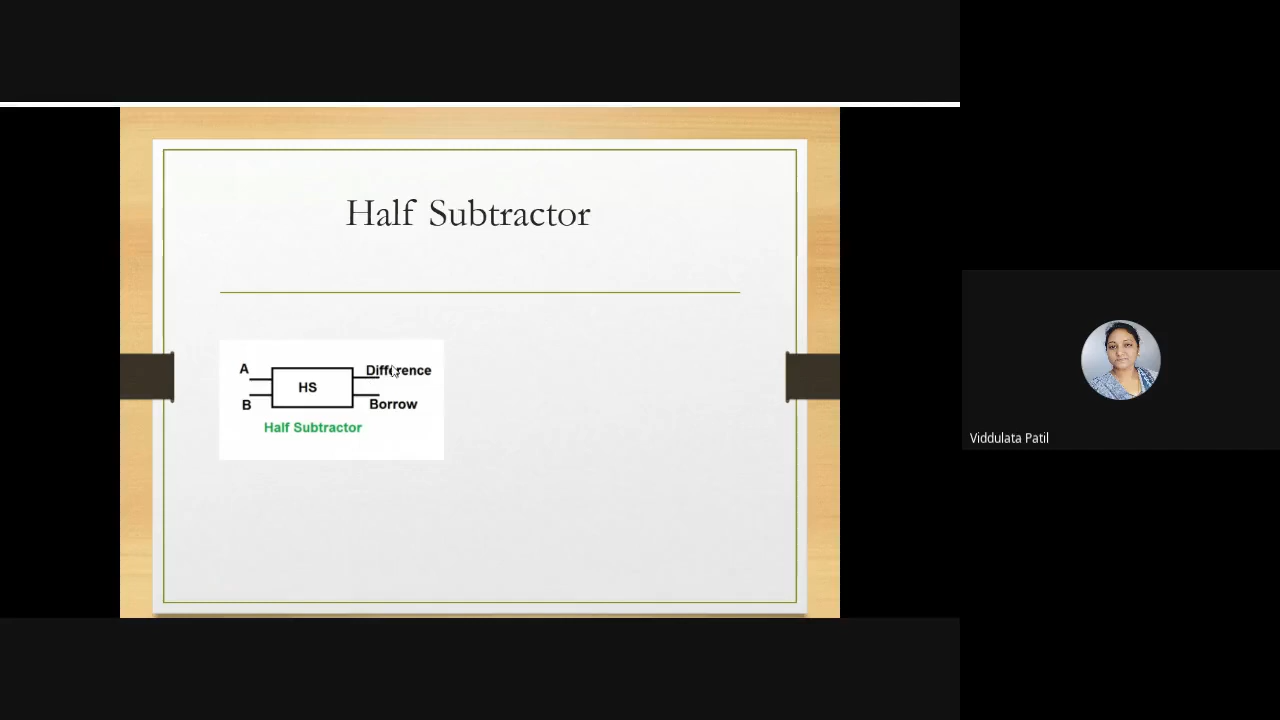 Half Subtractor
A
Difference
HS
B
Borrow
Half Subtractor
Viddulata Patil